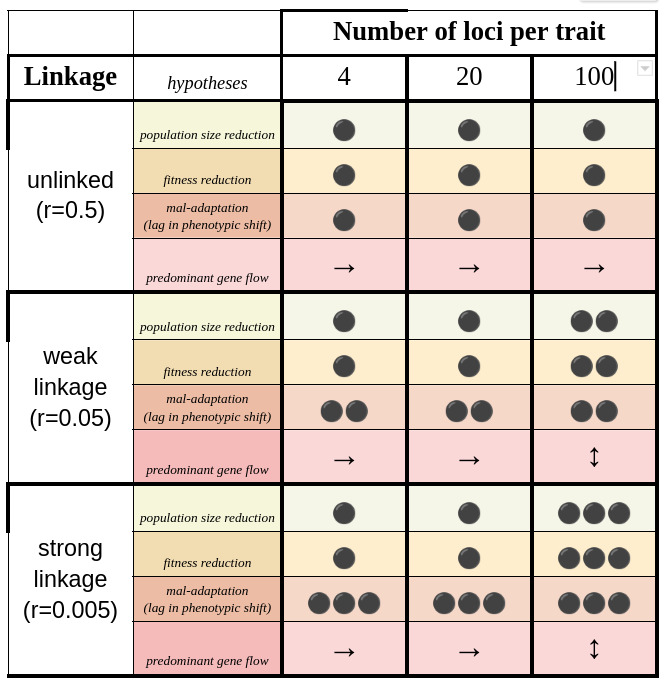 Number of loci per trait
Linkage hypotheses 4 20 100
population size reduction ⚫ ⚫ ⚫
fitness reduction ⚫ ⚫ ⚫
unlinked
(r=0.5)
mal-adaptation
(lag in phenotypic shift) ⚫ ⚫ ⚫
predominant gene flow → → →
population size reduction ⚫ ⚫ ⚫⚫
fitness reduction ⚫ ⚫ ⚫⚫
weak
linkage
(r=0.05)
mal-adaptation
(lag in phenotypic shift) ⚫⚫ ⚫⚫ ⚫⚫
predominant gene flow → → ↕
population size reduction ⚫ ⚫ ⚫⚫⚫
fitness reduction ⚫ ⚫ ⚫⚫⚫
strong
linkage
(r=0.005)
mal-adaptation
(lag in phenotypic shift) ⚫⚫⚫ ⚫⚫⚫ ⚫⚫⚫
predominant gene flow → → ↕